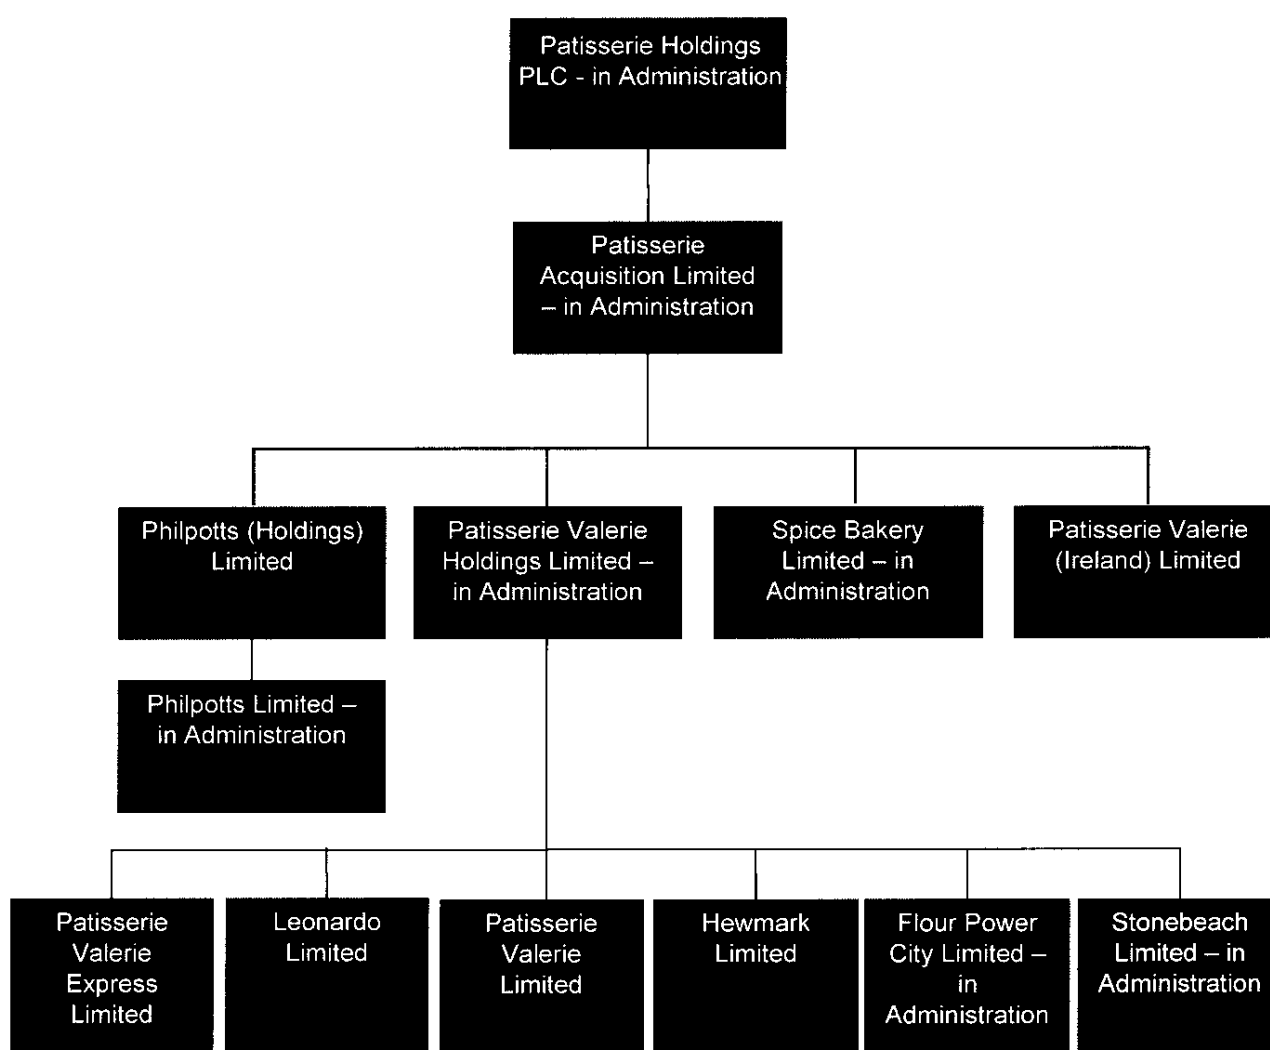 Patisserie Holdings
PLC - in Administration
Patisserie
Acquisition Limited
– in Administration
Philpotts (Holdings)
Limited
Patisserie Valerie
Holdings Limited –
in Administration
Spice Bakery
Limited – in
Administration
Patisserie Valerie
(Ireland) Limited
Philpotts Limited –
in Administration
Patisserie
Valerie
Express
Limited
Leonardo
Limited
Patisserie
Valerie
Limited
Hewmark
Limited
Flour Power
City Limited –
in
Administration
Stonebeach
Limited – in
Administration